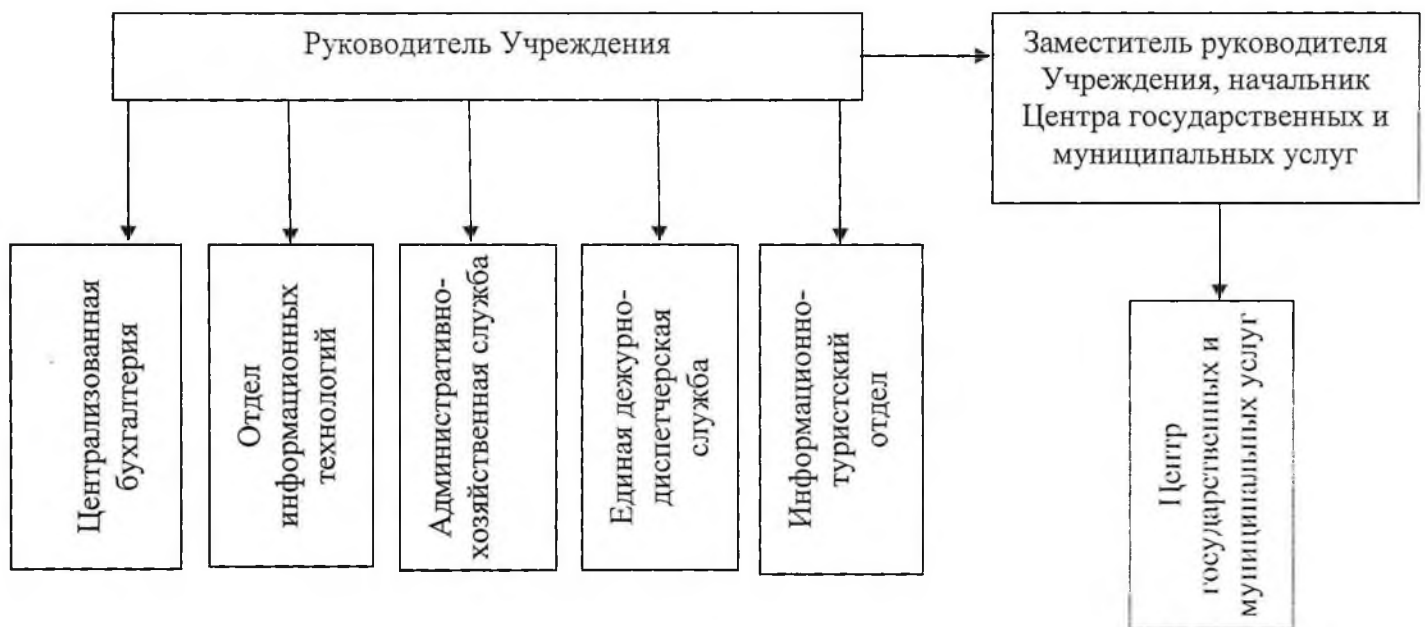 Руководитель Учреждения
Заместитель руководителя
Учреждения, начальник
Центра государственных и
муниципальных услуг
Централизованная
бухгалтерия
Отдел
информационных
технологий
Административно-
хозяйственная служба
Единая дежурно-
диспетчерская
служба
Информационно-
туристский
отдел
Центр
государственных и
муниципальных услуг